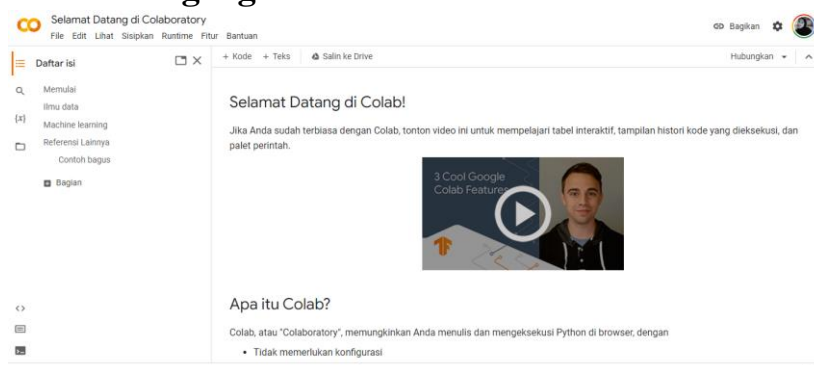 Selamat Datang di Colaboratory
File Edit Lihat Sisipkan Runtime Fitur Bantuan
Bagikan
Daftar isi
+ Kode + Teks Salin ke Drive
Hubungkan
Memulai
Ilmu data
Machine learning
Referensi Lainnya
Contoh bagus
Bagian
{x}
Selamat Datang di Colab!
Jika Anda sudah terbiasa dengan Colab, tonton video ini untuk mempelajari tabel interaktif, tampilan histori kode yang dieksekusi, dan
palet perintah.
3 Cool Google
Colab Features
Apa itu Colab?
Colab, atau "Colaboratory", memungkinkan Anda menulis dan mengeksekusi Python di browser, dengan
• Tidak memerlukan konfigurasi